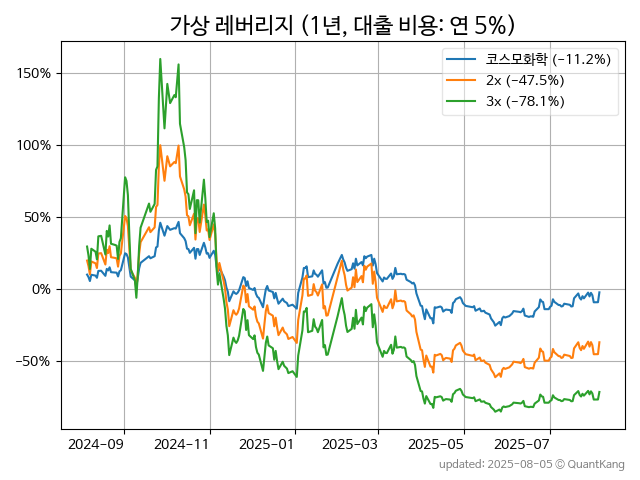 가상 레버리지 (1년, 대출 비용: 연 5%)
코스모화학 (−11.2%)
2x (−47.5%)
3x (−78.1%)
150%
100%
50%
0%
−50%
2024-09
2024-11
2025-01
2025-03
2025-05
2025-07
updated: 2025-08-05 © QuantKang